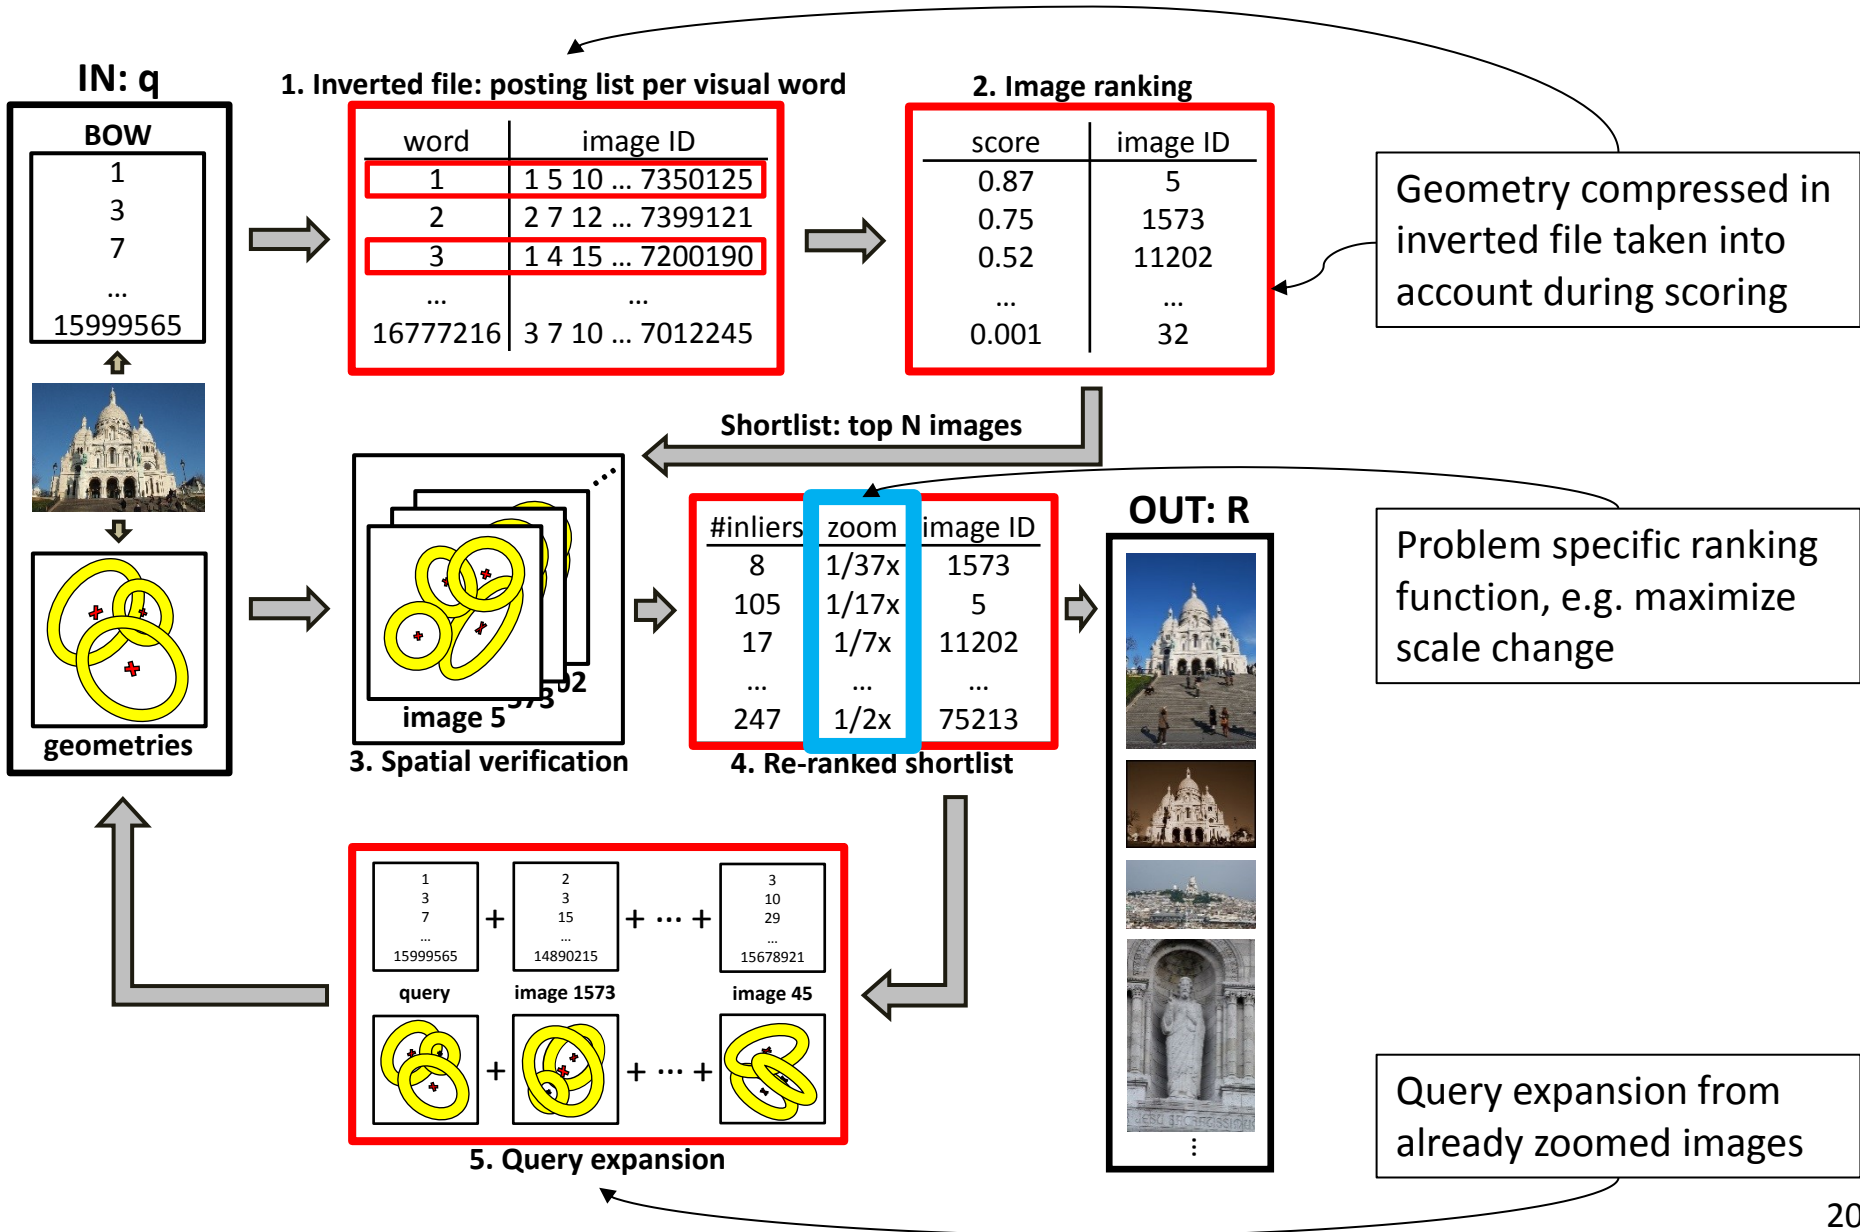 IN: q
BOW
1
3
7
...
15999565
geometries
1. Inverted file: posting list per visual word
word image ID
1 1 5 10 ... 7350125
2 2 7 12 ... 7399121
3 1 4 15 ... 7200190
... ...
16777216 3 7 10 ... 7012245
2. Image ranking
score image ID
0.87 5
0.75 1573
0.52 11202
... ...
0.001 32
Geometry compressed in
inverted file taken into
account during scoring
Shortlist: top N images
image 5
573
02
3. Spatial verification
#inliers zoom image ID
8 1/37x 1573
105 1/17x 5
17 1/7x 11202
... ... ...
247 1/2x 75213
4. Re-ranked shortlist
OUT: R
Problem specific ranking
function, e.g. maximize
scale change
1 2 3
3 3 10
7 + 15 + ... + 29
... ... ...
15999565 14890215 15678921
query image 1573 image 45
+ + ... +
5. Query expansion
Query expansion from
already zoomed images
20